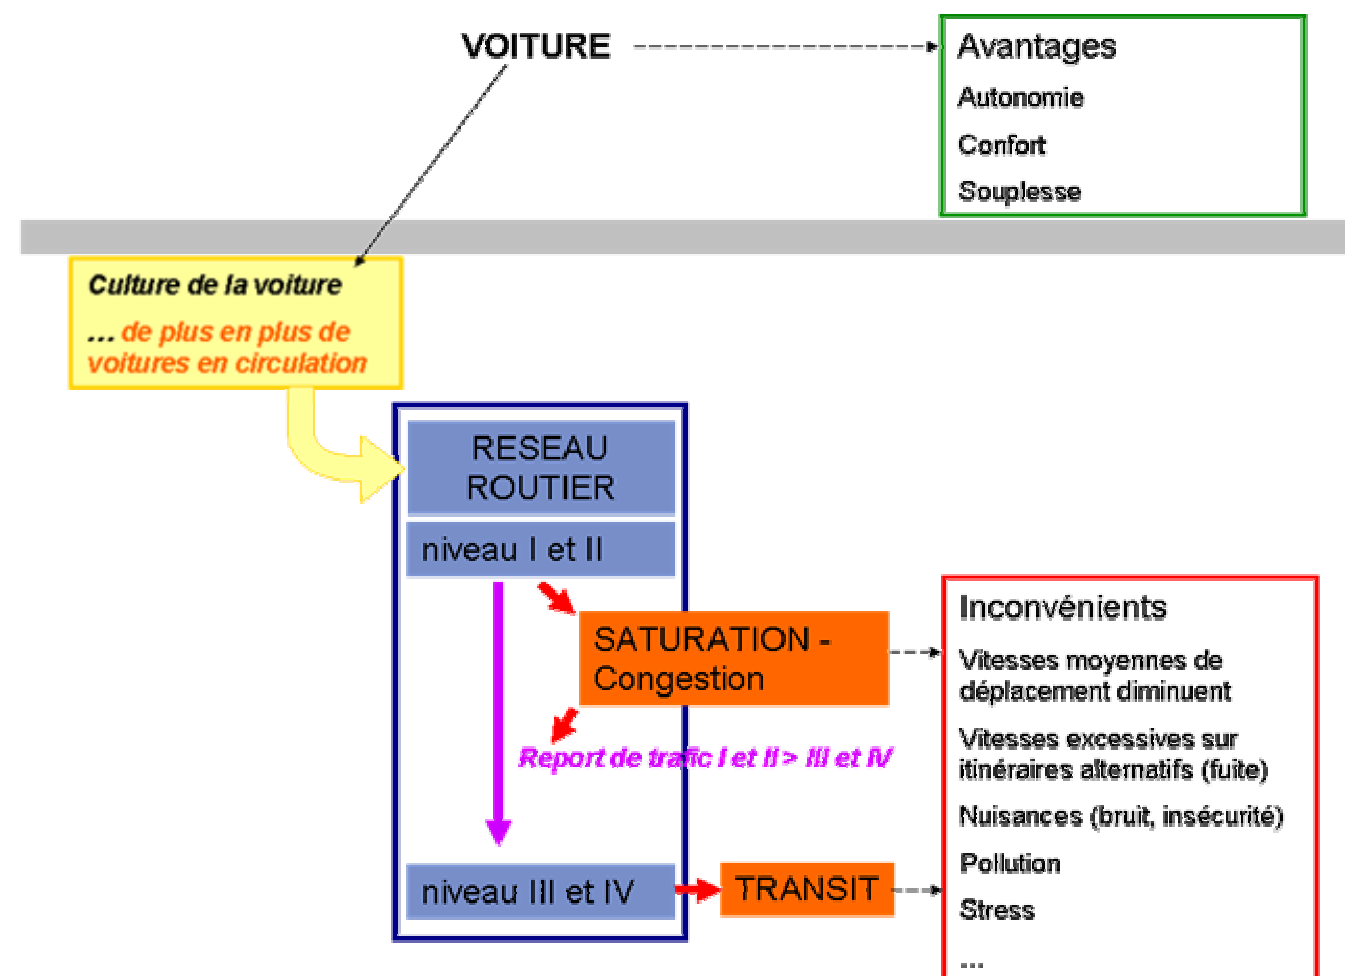 VOITURE
Avantages
Autonomie
Confort
Souplesse
Culture de la voiture
... de plus en plus de
voitures en circulation
RESEAU
ROUTIER
niveau I et II
SATURATION -
Congestion
Report de trafic I et II > III et IV
niveau III et IV
TRANSIT
Inconvénients
Vitesses moyennes de
déplacement diminuent
Vitesses excessives sur
itinéraires alternatifs (fuite)
Nuisances (bruit, insécurité)
Pollution
Stress
...